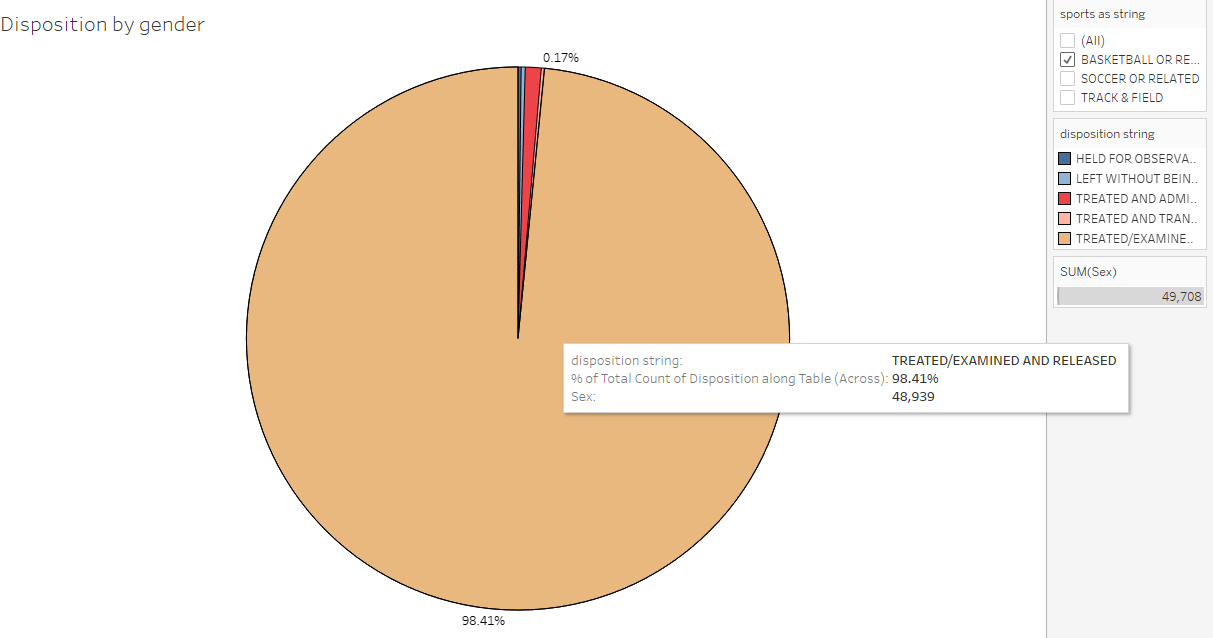 Disposition by gender
0.17%
98.41%
disposition string: TREATED/EXAMINED AND RELEASED
% of Total Count of Disposition along Table (Across): 98.41%
Sex: 48,939
sports as string
(All)
BASKETBALL OR RE...
SOCCER OR RELATED
TRACK & FIELD
disposition string
HELD FOR OBSERVA..
LEFT WITHOUT BEIN..
TREATED AND ADMI..
TREATED AND TRAN..
TREATED/EXAMINE..
SUM(Sex)
49,708